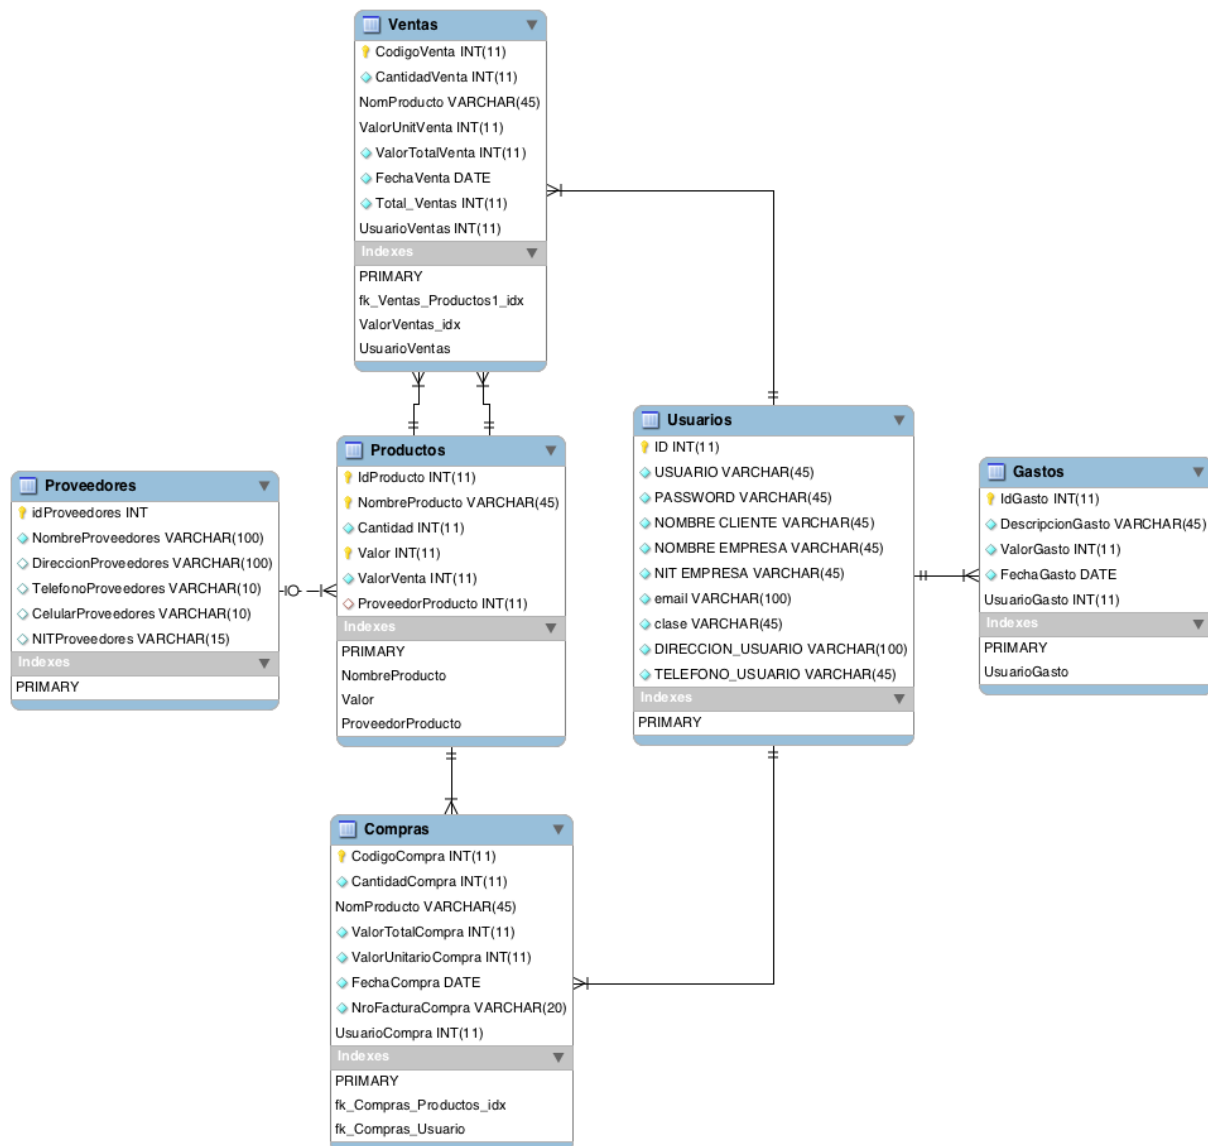 Ventas
CodigoVenta INT(11)
CantidadVenta INT(11)
NomProducto VARCHAR(45)
ValorUnitVenta INT(11)
ValorTotalVenta INT(11)
FechaVenta DATE
Total_Ventas INT(11)
UsuarioVentas INT(11)
Indexes
PRIMARY
fk_Ventas_Productos1_idx
ValorVentas_idx
UsuarioVentas
Proveedores
idProveedores INT
NombreProveedores VARCHAR(100)
DireccionProveedores VARCHAR(100)
TelefonoProveedores VARCHAR(10)
CelularProveedores VARCHAR(10)
NITProveedores VARCHAR(15)
Indexes
PRIMARY
Productos
IdProducto INT(11)
NombreProducto VARCHAR(45)
Cantidad INT(11)
Valor INT(11)
ValorVenta INT(11)
ProveedorProducto INT(11)
Indexes
PRIMARY
NombreProducto
Valor
ProveedorProducto
Usuarios
ID INT(11)
USUARIO VARCHAR(45)
PASSWORD VARCHAR(45)
NOMBRE CLIENTE VARCHAR(45)
NOMBRE EMPRESA VARCHAR(45)
NIT EMPRESA VARCHAR(45)
email VARCHAR(100)
clase VARCHAR(45)
DIRECCION_USUARIO VARCHAR(100)
TELEFONO_USUARIO VARCHAR(45)
Indexes
PRIMARY
Gastos
IdGasto INT(11)
DescripcionGasto VARCHAR(45)
ValorGasto INT(11)
FechaGasto DATE
UsuarioGasto INT(11)
Indexes
PRIMARY
UsuarioGasto
Compras
CodigoCompra INT(11)
CantidadCompra INT(11)
NomProducto VARCHAR(45)
ValorTotalCompra INT(11)
ValorUnitarioCompra INT(11)
FechaCompra DATE
NroFacturaCompra VARCHAR(20)
UsuarioCompra INT(11)
Indexes
PRIMARY
fk_Compras_Productos_idx
fk_Compras_Usuario